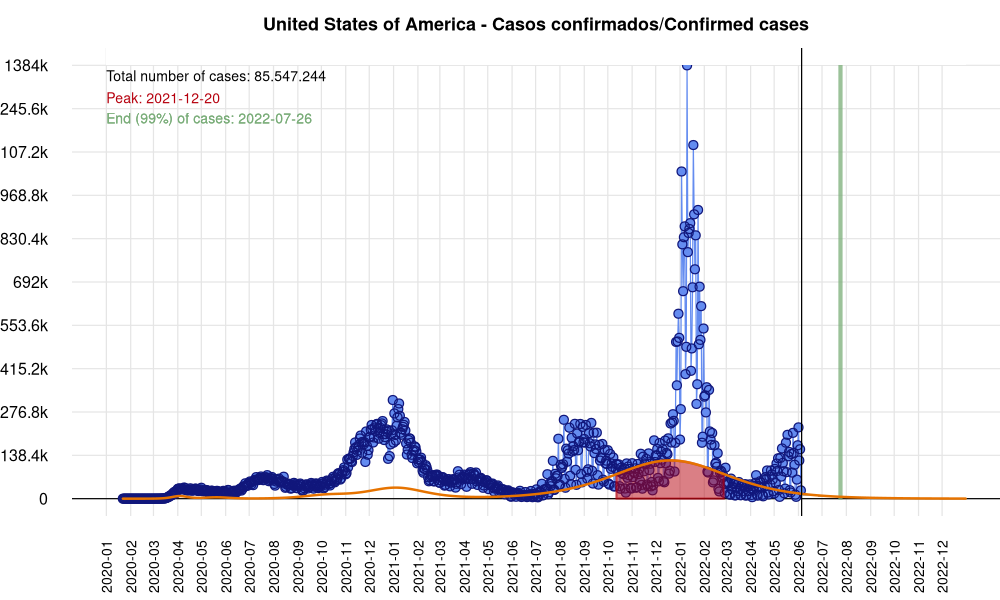 United States of America - Casos confirmados/Confirmed cases
Total number of cases: 85.547.244
Peak: 2021-12-20
End (99%) of cases: 2022-07-26
1384k
245.6k
107.2k
968.8k
830.4k
692k
553.6k
415.2k
276.8k
138.4k
0
2020-01
2020-02
2020-03
2020-04
2020-05
2020-06
2020-07
2020-08
2020-09
2020-10
2020-11
2020-12
2021-01
2021-02
2021-03
2021-04
2021-05
2021-06
2021-07
2021-08
2021-09
2021-10
2021-11
2021-12
2022-01
2022-02
2022-03
2022-04
2022-05
2022-06
2022-07
2022-08
2022-09
2022-10
2022-11
2022-12